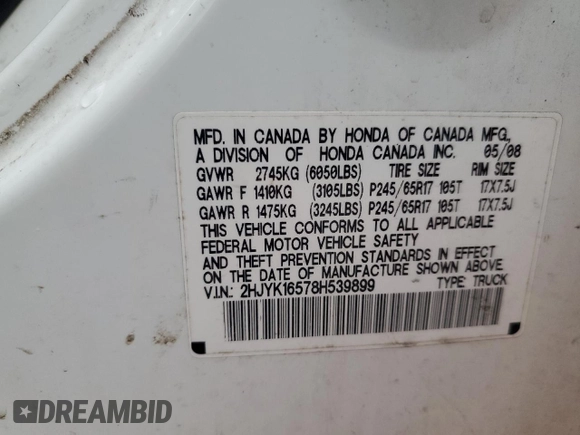 MFD. IN CANADA BY HONDA OF CANADA MFG.,
A DIVISION OF HONDA CANADA INC. 05/08
GVWR 2745KG (6050LBS) TIRE SIZE RIM SIZE
GAWR F 1410KG (3105LBS) P245/65R17 105T 17X7.5J
GAWR R 1475KG (3245LBS) P245/65R17 105T 17X7.5J
THIS VEHICLE CONFORMS TO ALL APPLICABLE
FEDERAL MOTOR VEHICLE SAFETY
AND THEFT PREVENTION STANDARDS IN EFFECT
ON THE DATE OF MANUFACTURE SHOWN ABOVE.
V.I.N.: 2HJYK16578H539899 TYPE: TRUCK
DREAMBID